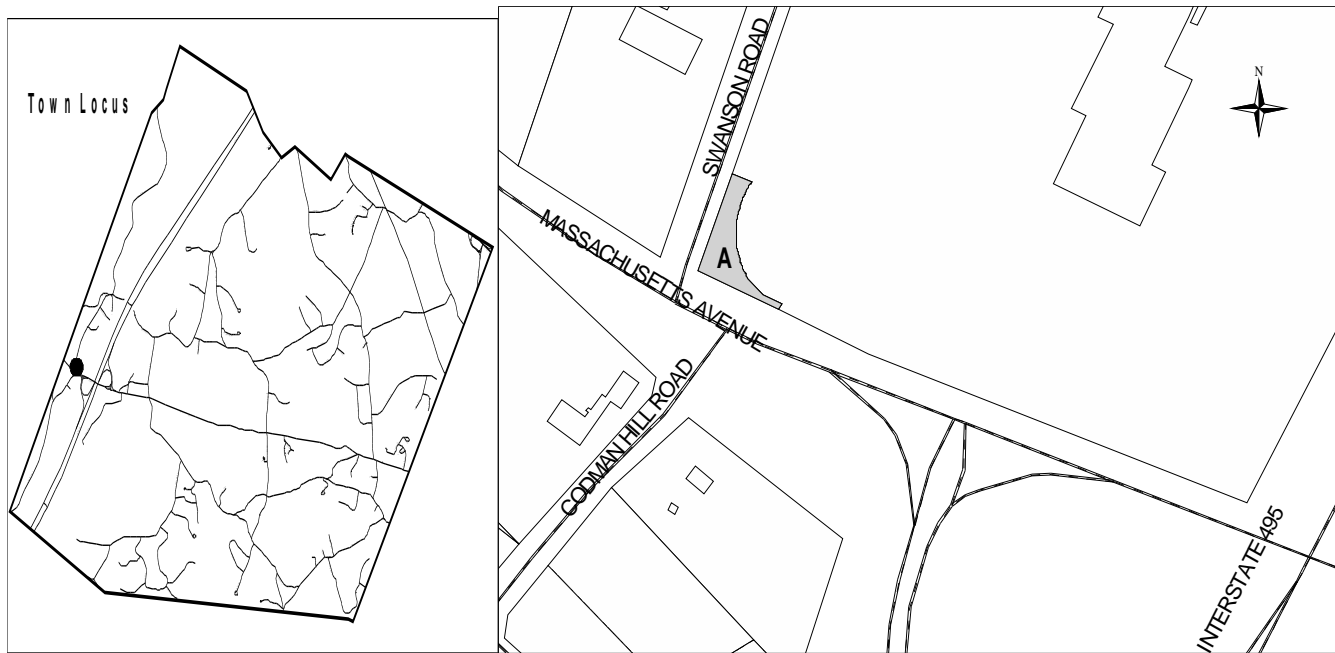 Town Locus
SWANSON ROAD
N
MASSACHUSETTS AVENUE
A
CODMAN HILL ROAD
INTERSTATE 495